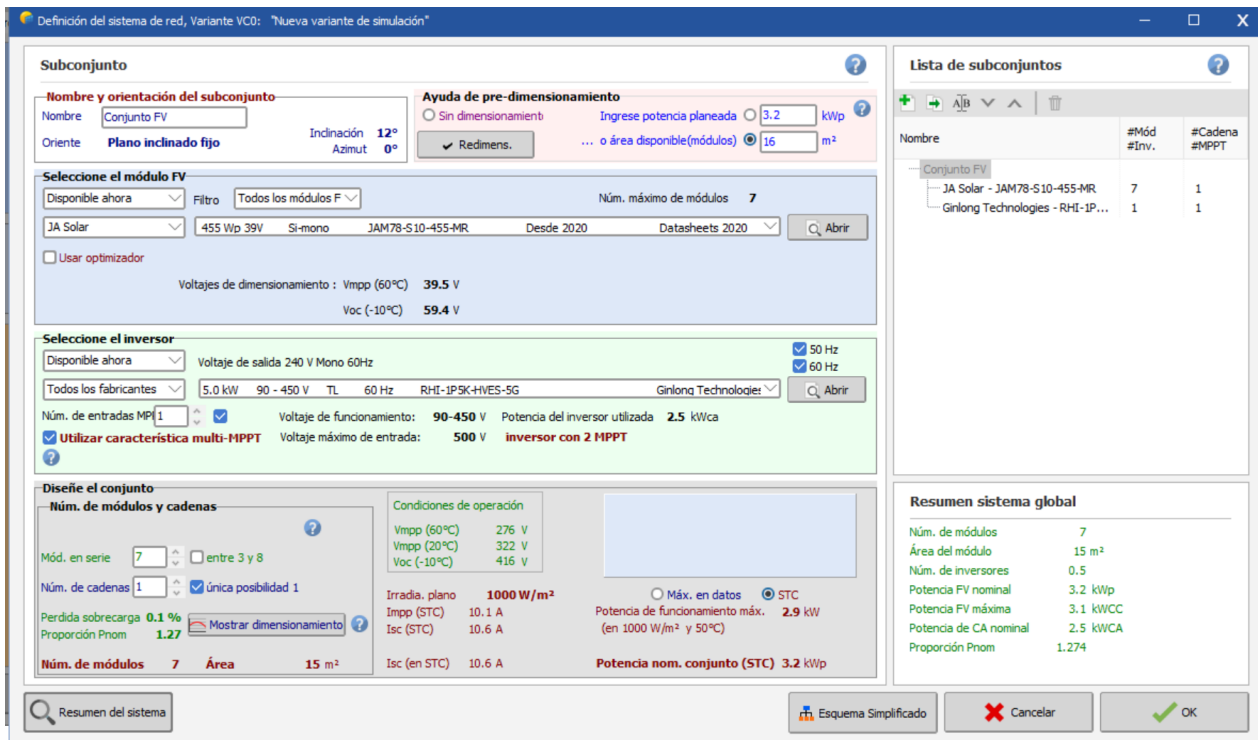 Definición del sistema de red, Variante VC0: "Nueva variante de simulación"
Subconjunto
Nombre y orientación del subconjunto
Nombre Conjunto FV
Oriente Plano inclinado fijo
Inclinación 12°
Azimut 0°
Ayuda de pre-dimensionamiento
Sin dimensionamient Ingrese potencia planeada 3.2 kWp
Redimens. ... o área disponible(módulos) 16 m²
Seleccione el módulo FV
Disponible ahora Filtro Todos los módulos F Núm. máximo de módulos 7
JA Solar 455 Wp 39V Si-mono JAM78-S10-455-MR Desde 2020 Datasheets 2020 Abrir
Usar optimizador
Voltajes de dimensionamiento : Vmpp (60°C) 39.5 V
Voc (-10°C) 59.4 V
Seleccione el inversor
Disponible ahora Voltaje de salida 240 V Mono 60Hz
50 Hz
60 Hz
Todos los fabricantes 5.0 kW 90 - 450 V TL 60 Hz RHI-1P5K-HVES-5G Ginlong Technologies Abrir
Núm. de entradas MPI 1 Voltaje de funcionamiento: 90-450 V Potencia del inversor utilizada 2.5 kWca
Utilizar característica multi-MPPT Voltaje máximo de entrada: 500 V inversor con 2 MPPT
Diseñe el conjunto
Núm. de módulos y cadenas
Mód. en serie 7 entre 3 y 8
Núm. de cadenas 1 única posibilidad 1
Perdida sobrecarga 0.1 %
Proporción Pnom 1.27
Mostrar dimensionamiento
Núm. de módulos 7 Área 15 m²
Condiciones de operación
Vmpp (60°C) 276 V
Vmpp (20°C) 322 V
Voc (-10°C) 416 V
Irradia. plano 1000 W/m²
Impp (STC) 10.1 A
Isc (STC) 10.6 A
Isc (en STC) 10.6 A
Máx. en datos STC
Potencia de funcionamiento máx. 2.9 kW
(en 1000 W/m² y 50°C)
Potencia nom. conjunto (STC) 3.2 kWp
Lista de subconjuntos
Nombre
#Mód #Cadena
#Inv. #MPPT
Conjunto FV
JA Solar - JAM78-S10-455-MR 7 1
Ginlong Technologies - RHI-1P... 1 1
Resumen sistema global
Núm. de módulos 7
Área del módulo 15 m²
Núm. de inversores 0.5
Potencia FV nominal 3.2 kWp
Potencia FV máxima 3.1 kWCC
Potencia de CA nominal 2.5 kWCA
Proporción Pnom 1.274
Resumen del sistema
Esquema Simplificado
Cancelar
OK